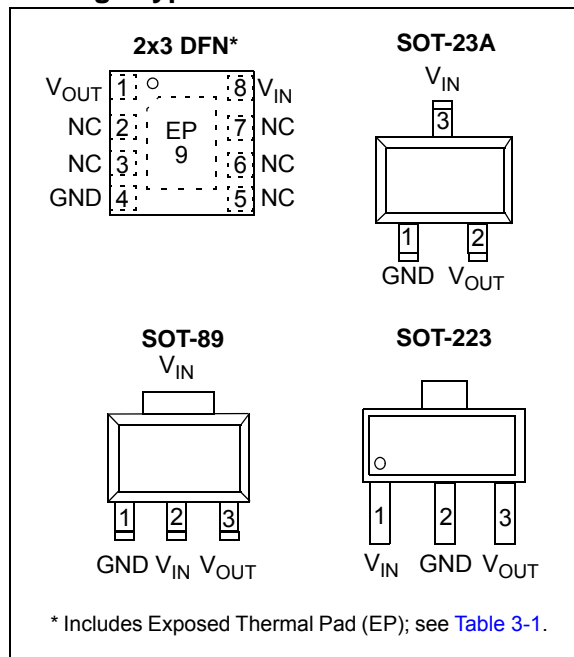 2x3 DFN*
VOUT 1 8 VIN
NC 2 EP 7 NC
NC 3 9 6 NC
GND 4 5 NC
SOT-23A
VIN
3
1 2
GND VOUT
SOT-89
VIN
1 2 3
GND VIN VOUT
SOT-223
1 2 3
VIN GND VOUT
* Includes Exposed Thermal Pad (EP); see Table 3-1.